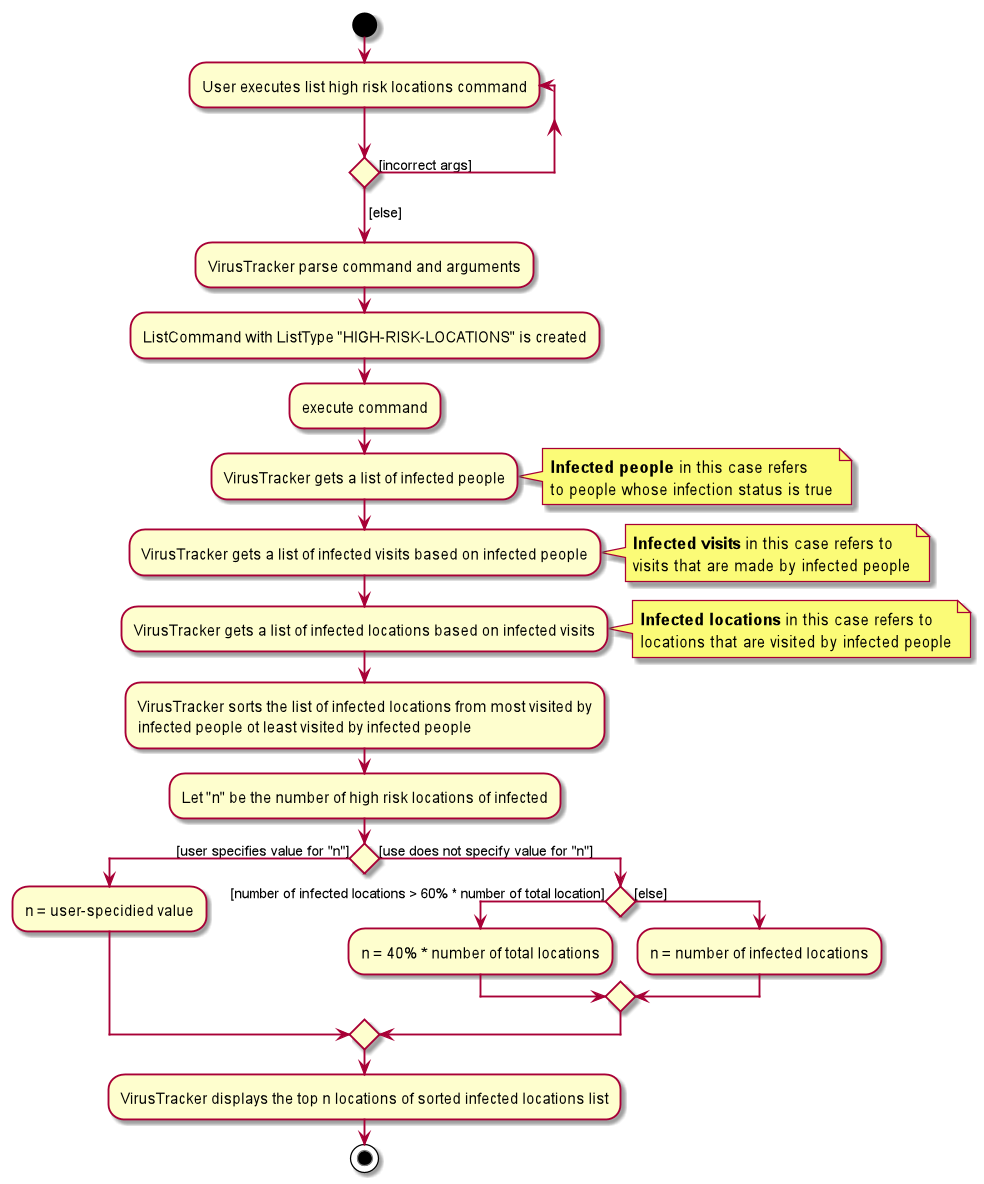 User executes list high risk locations command
[incorrect args]
[else]
VirusTracker parse command and arguments
ListCommand with ListType "HIGH-RISK-LOCATIONS" is created
execute command
VirusTracker gets a list of infected people
Infected people in this case refers
to people whose infection status is true
VirusTracker gets a list of infected visits based on infected people
Infected visits in this case refers to
visits that are made by infected people
VirusTracker gets a list of infected locations based on infected visits
Infected locations in this case refers to
locations that are visited by infected people
VirusTracker sorts the list of infected locations from most visited by
infected people ot least visited by infected people
Let "n" be the number of high risk locations of infected
[user specifies value for "n"]
[use does not specify value for "n"]
n = user-specidied value
[number of infected locations > 60% * number of total location]
[else]
n = 40% * number of total locations
n = number of infected locations
VirusTracker displays the top n locations of sorted infected locations list